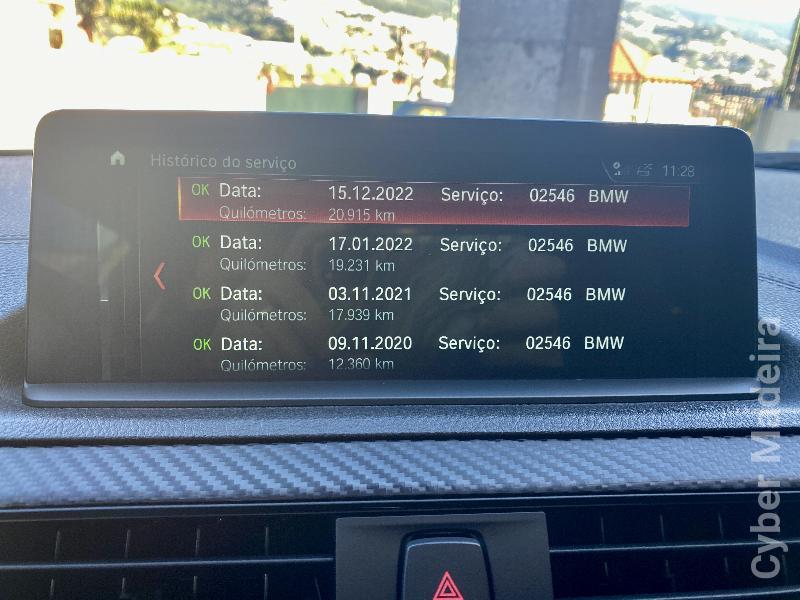 Histórico do serviço
11:28
OK Data: 15.12.2022 Serviço: 02546 BMW
Quilómetros: 20.915 km
OK Data: 17.01.2022 Serviço: 02546 BMW
Quilómetros: 19.231 km
OK Data: 03.11.2021 Serviço: 02546 BMW
Quilómetros: 17.939 km
OK Data: 09.11.2020 Serviço: 02546 BMW
Quilómetros: 12.360 km
Cyber Madeira